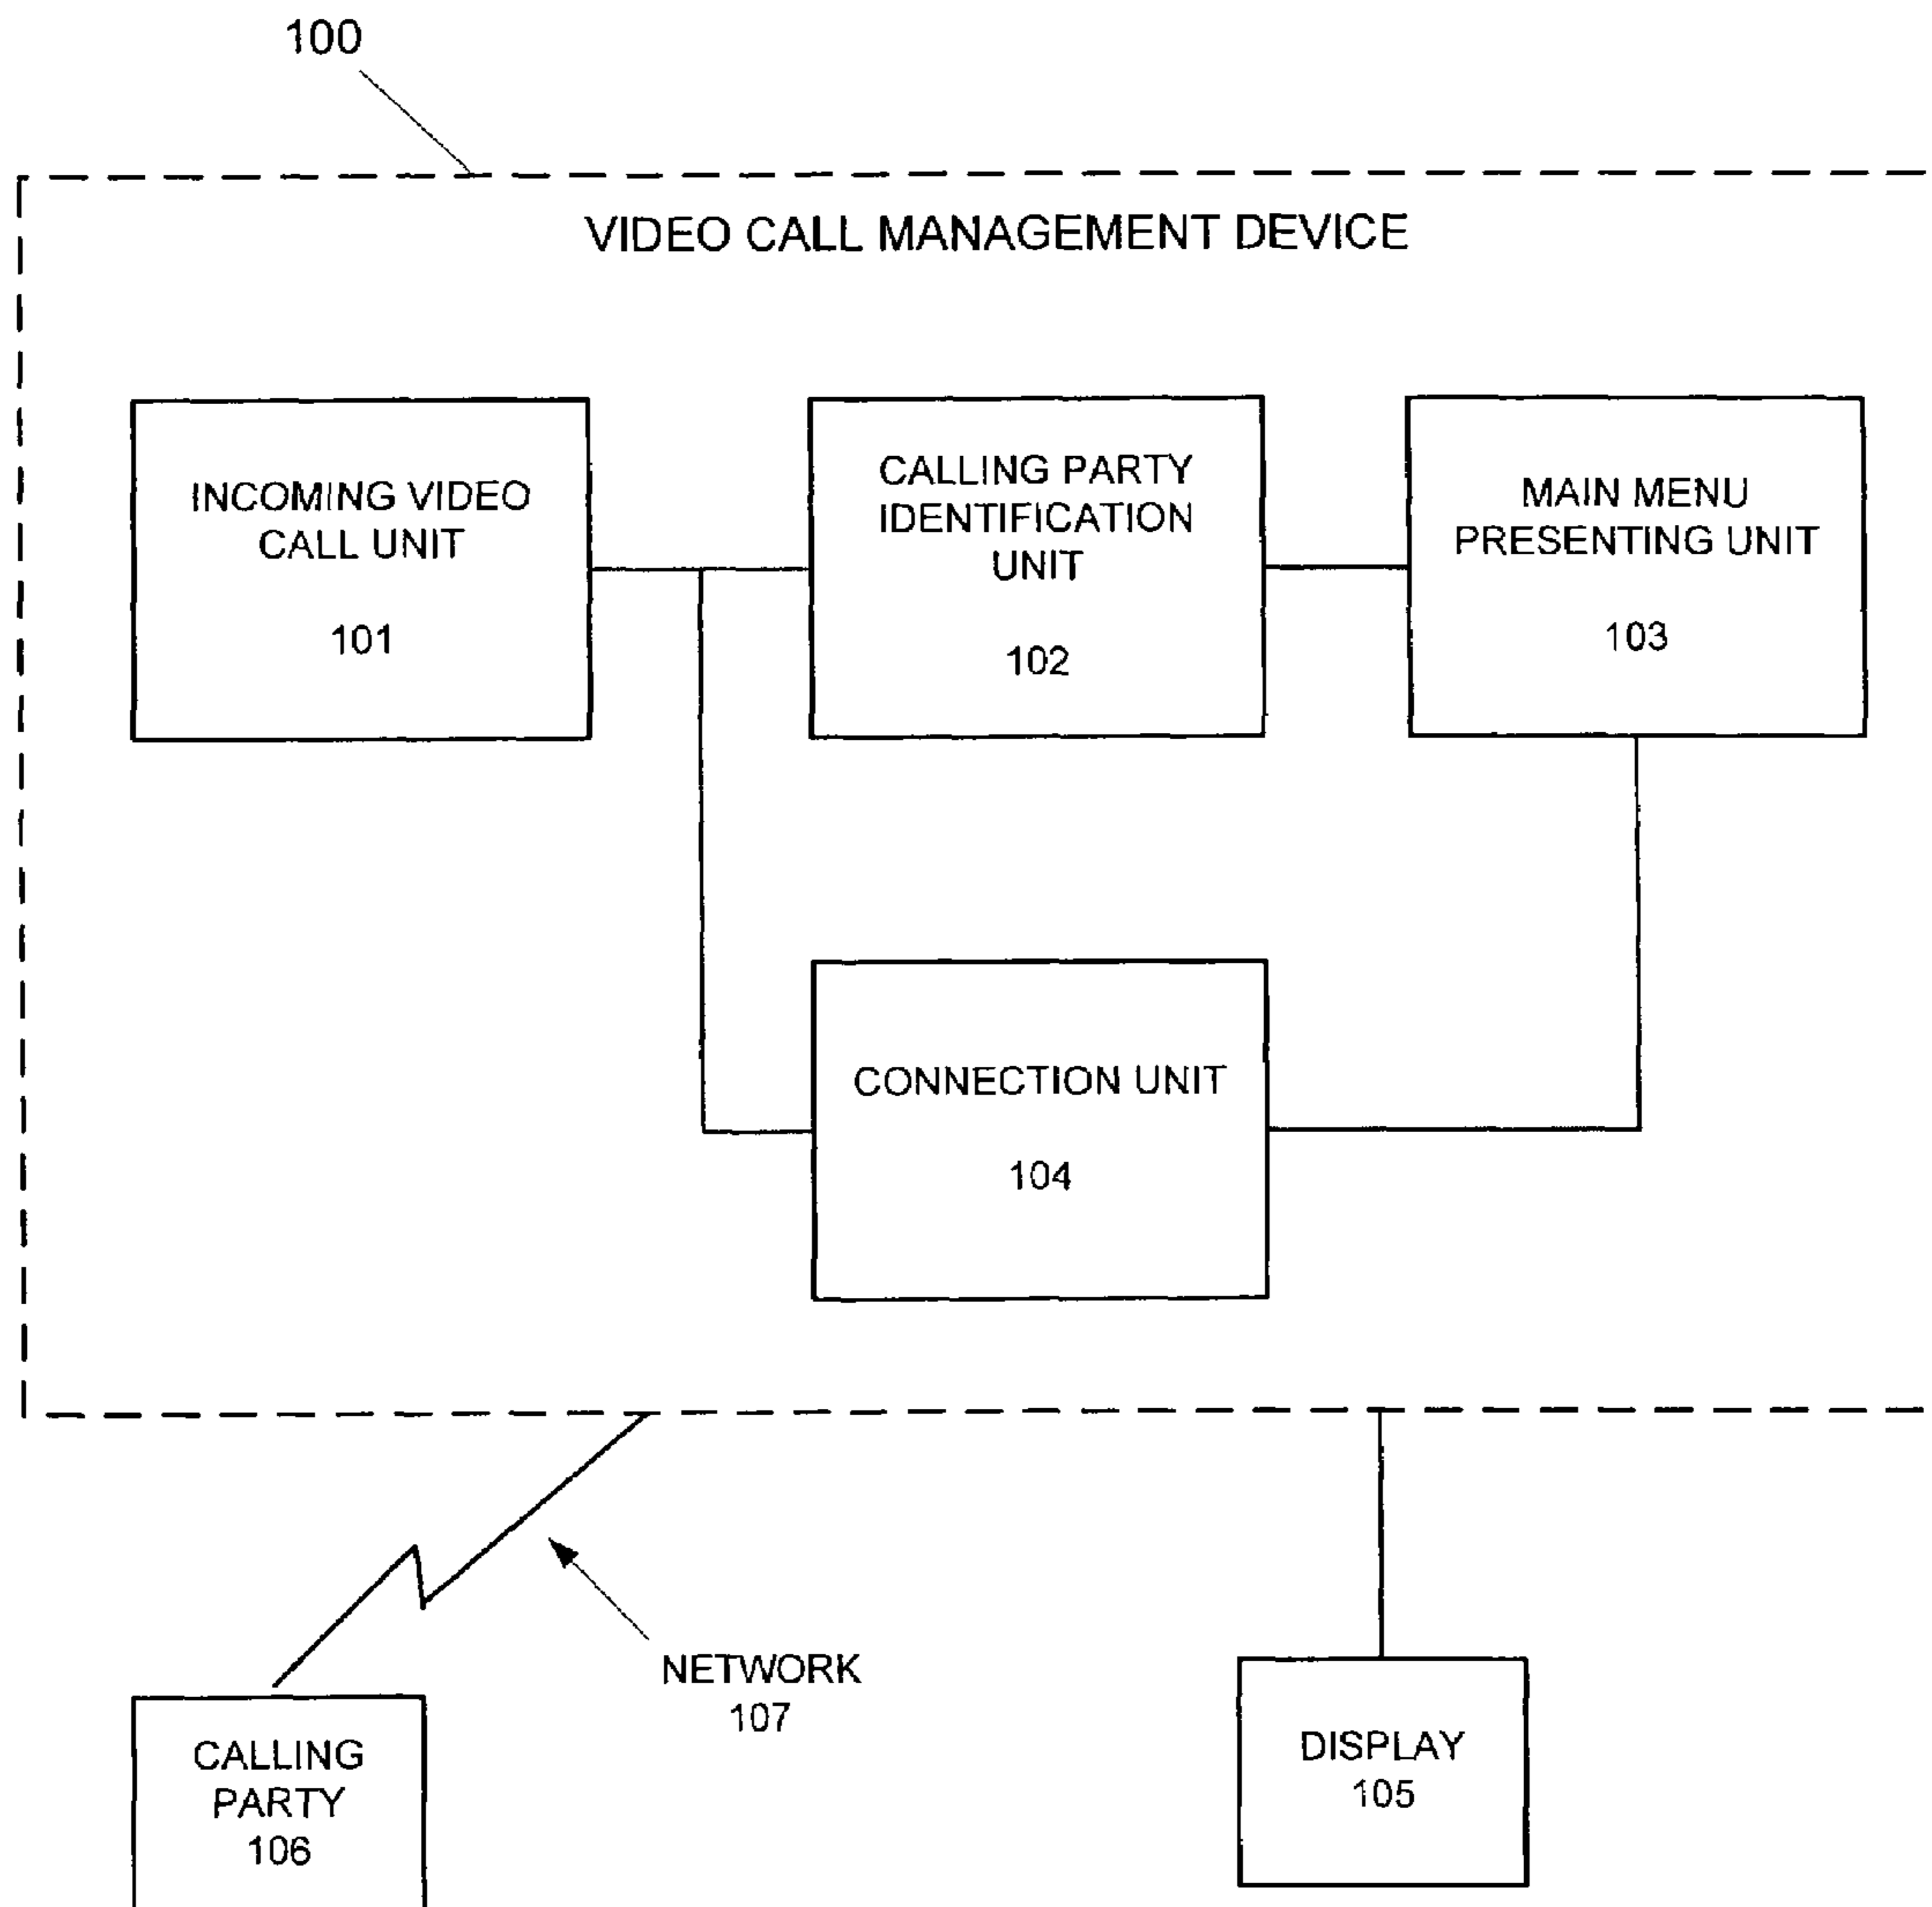 100
VIDEO CALL MANAGEMENT DEVICE
INCOMING VIDEO
CALL UNIT
101
CALLING PARTY
IDENTIFICATION
UNIT
102
MAIN MENU
PRESENTING UNIT
103
CONNECTION UNIT
104
NETWORK
107
CALLING
PARTY
106
DISPLAY
105